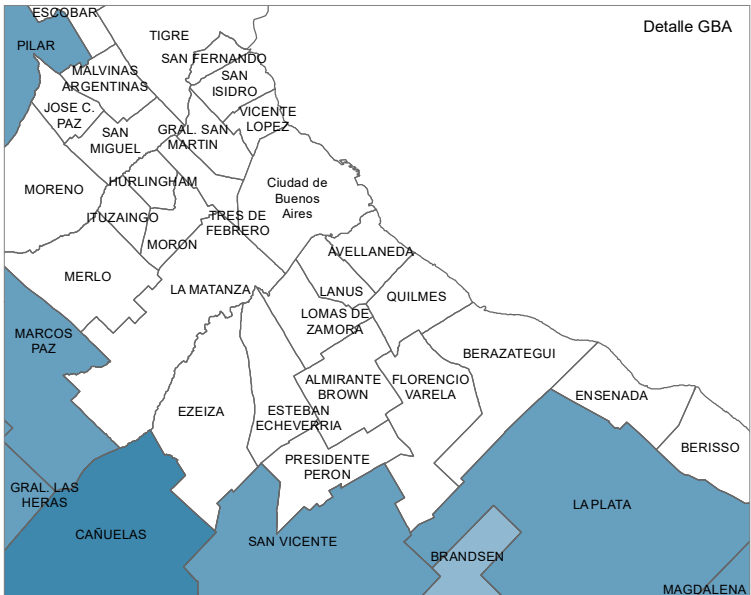 ESCOBAR
Detalle GBA
TIGRE
PILAR
SAN FERNANDO
MALVINAS
ARGENTINAS
SAN
ISIDRO
JOSE C.
PAZ
VICENTE
LOPEZ
GRAL. SAN
MARTIN
SAN
MIGUEL
HURLINGHAM
Ciudad de
Buenos
Aires
MORENO
ITUZAINGO
TRES DE
FEBRERO
MORON
AVELLANEDA
MERLO
LA MATANZA
LANUS
QUILMES
LOMAS DE
ZAMORA
MARCOS
PAZ
BERAZATEGUI
ALMIRANTE
BROWN
FLORENCIO
VARELA
ENSENADA
EZEIZA
ESTEBAN
ECHEVERRIA
BERISSO
PRESIDENTE
PERON
GRAL. LAS
HERAS
LA PLATA
CAÑUELAS
SAN VICENTE
BRANDSEN
MAGDALENA